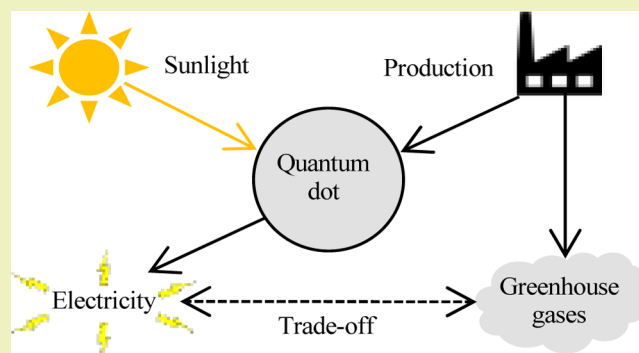 Sunlight
Production
Quantum
dot
Electricity
Greenhouse
gases
Trade-off